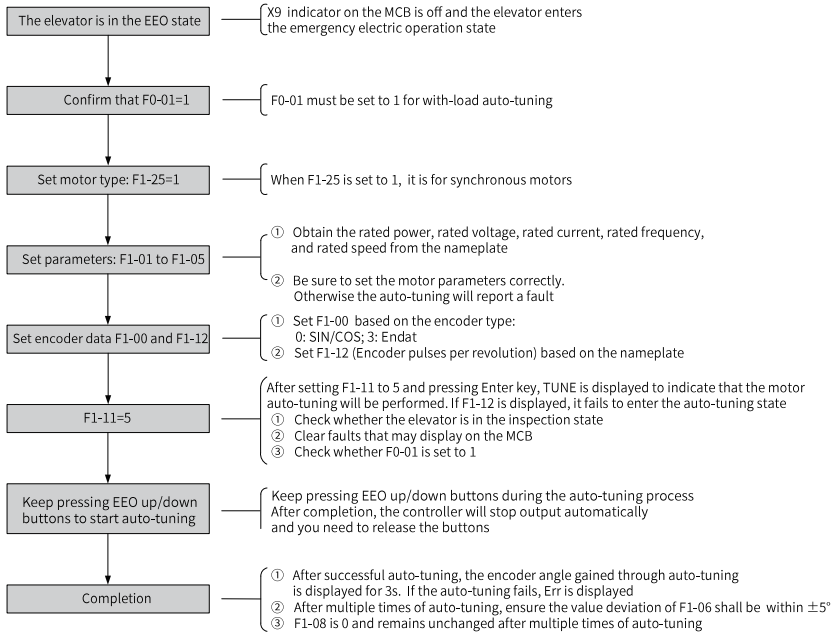 The elevator is in the EEO state
X9 indicator on the MCB is off and the elevator enters
the emergency electric operation state
Confirm that F0-01=1
F0-01 must be set to 1 for with-load auto-tuning
Set motor type: F1-25=1
When F1-25 is set to 1, it is for synchronous motors
Set parameters: F1-01 to F1-05
① Obtain the rated power, rated voltage, rated current, rated frequency,
and rated speed from the nameplate
② Be sure to set the motor parameters correctly.
Otherwise the auto-tuning will report a fault
Set encoder data F1-00 and F1-12
① Set F1-00 based on the encoder type:
0: SIN/COS; 3: Endat
② Set F1-12 (Encoder pulses per revolution) based on the nameplate
F1-11=5
After setting F1-11 to 5 and pressing Enter key, TUNE is displayed to indicate that the motor
auto-tuning will be performed. If F1-12 is displayed, it fails to enter the auto-tuning state
① Check whether the elevator is in the inspection state
② Clear faults that may display on the MCB
③ Check whether F0-01 is set to 1
Keep pressing EEO up/down
buttons to start auto-tuning
Keep pressing EEO up/down buttons during the auto-tuning process
After completion, the controller will stop output automatically
and you need to release the buttons
Completion
① After successful auto-tuning, the encoder angle gained through auto-tuning
is displayed for 3s. If the auto-tuning fails, Err is displayed
② After multiple times of auto-tuning, ensure the value deviation of F1-06 shall be within ±5°
③ F1-08 is 0 and remains unchanged after multiple times of auto-tuning